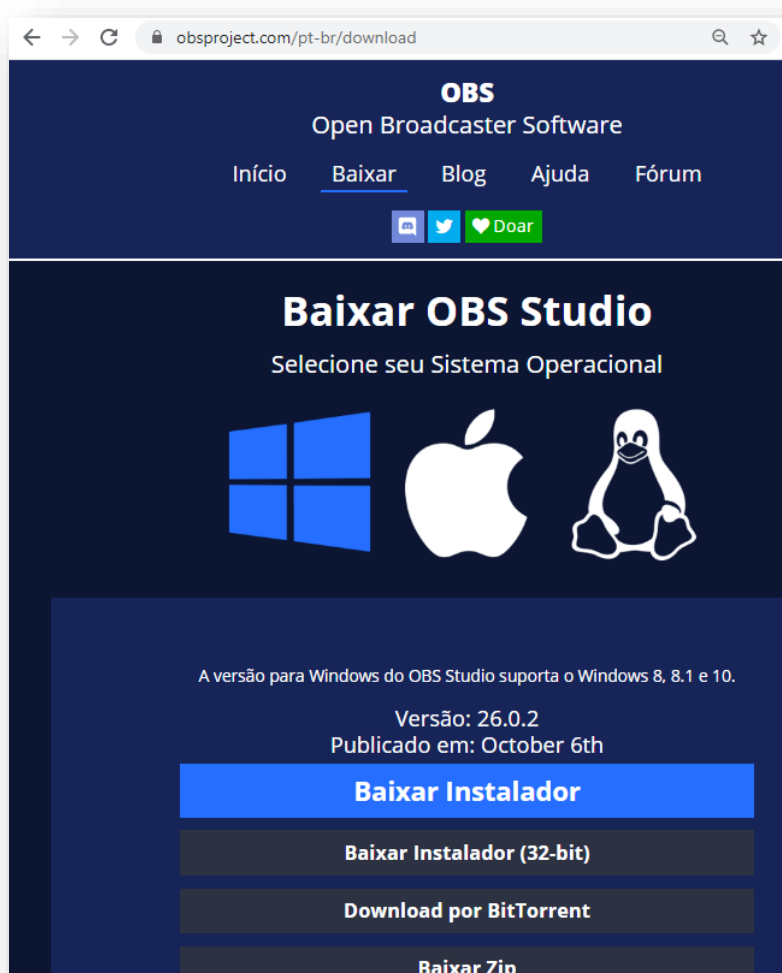 obsproject.com/pt-br/download
OBS
Open Broadcaster Software
Início Baixar Blog Ajuda Fórum
Doar
Baixar OBS Studio
Selecione seu Sistema Operacional
A versão para Windows do OBS Studio suporta o Windows 8, 8.1 e 10.
Versão: 26.0.2
Publicado em: October 6th
Baixar Instalador
Baixar Instalador (32-bit)
Download por BitTorrent
Baixar Zip